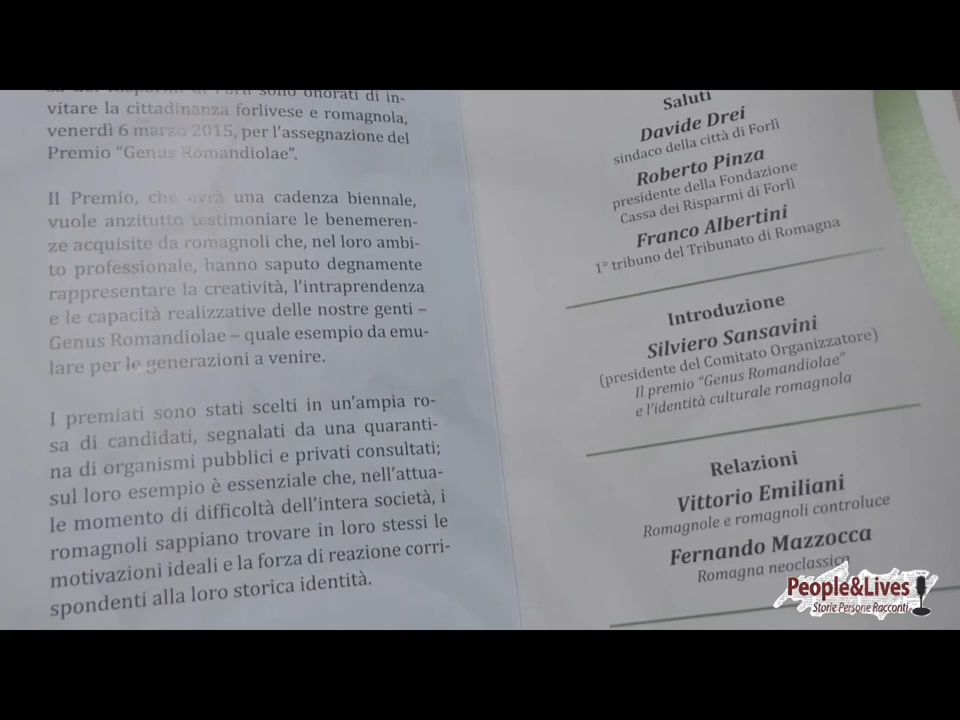 sono onorati di in-
vitare la cittadinanza forlivese e romagnola,
venerdì 6 marzo 2015, per l'assegnazione del
Premio "Genus Romandiolae".
Il Premio, che avrà una cadenza biennale,
vuole anzitutto testimoniare le benemeren-
ze acquisite da romagnoli che, nel loro ambi-
to professionale, hanno saputo degnamente
rappresentare la creatività, l'intraprendenza
e le capacità realizzative delle nostre genti –
Genus Romandiolae – quale esempio da emu-
lare per le generazioni a venire.
I premiati sono stati scelti in un'ampia ro-
sa di candidati, segnalati da una quaranti-
na di organismi pubblici e privati consultati;
sul loro esempio è essenziale che, nell'attua-
le momento di difficoltà dell'intera società, i
romagnoli sappiano trovare in loro stessi le
motivazioni ideali e la forza di reazione corri-
spondenti alla loro storica identità.
Saluti
Davide Drei
sindaco della città di Forlì
Roberto Pinza
presidente della Fondazione
Cassa dei Risparmi di Forlì
Franco Albertini
1° tribuno del Tribunato di Romagna
Introduzione
Silviero Sansavini
(presidente del Comitato Organizzatore)
Il premio "Genus Romandiolae"
e l'identità culturale romagnola
Relazioni
Vittorio Emiliani
Romagnole e romagnoli controluce
Fernando Mazzocca
Romagna neoclassica
People&Lives
Storie Persone Racconti